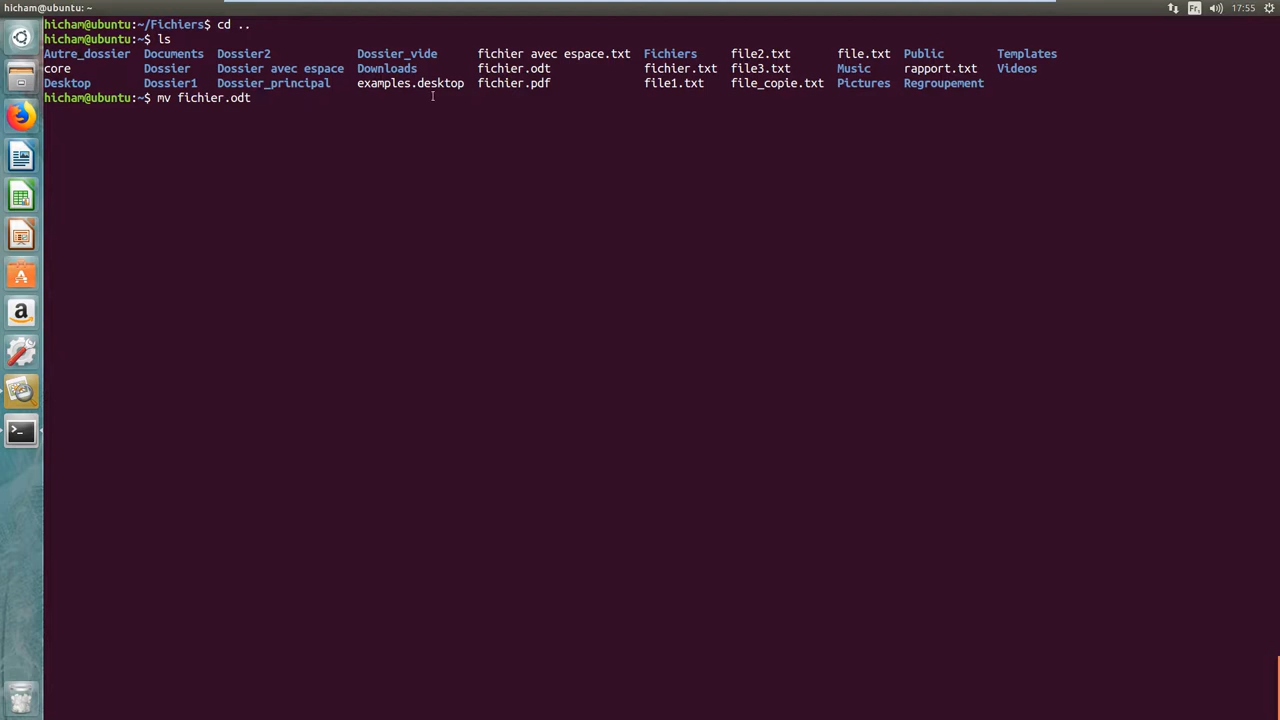 hicham@ubuntu: ~ Fr 17:55
hicham@ubuntu:~/Fichiers$ cd ..
hicham@ubuntu:~$ ls
Autre_dossier Documents Dossier2 Dossier_vide fichier avec espace.txt Fichiers file2.txt file.txt Public Templates
core Dossier Dossier avec espace Downloads fichier.odt fichier.txt file3.txt Music rapport.txt Videos
Desktop Dossier1 Dossier_principal examples.desktop fichier.pdf file1.txt file_copie.txt Pictures Regroupement
hicham@ubuntu:~$ mv fichier.odt